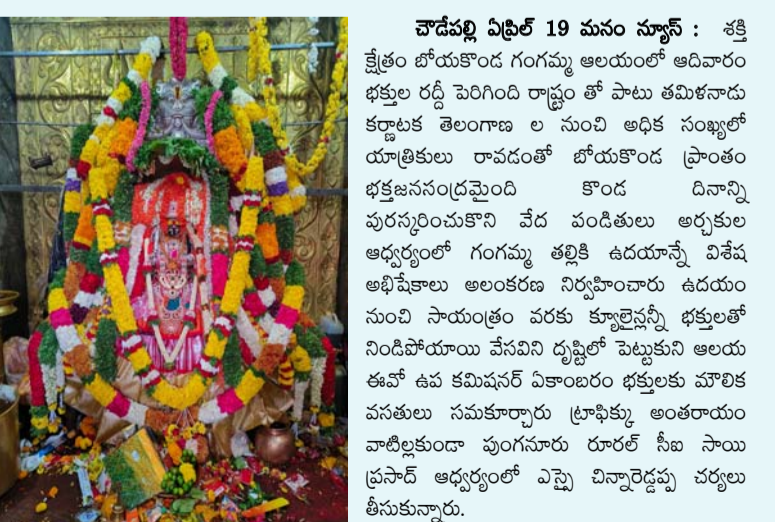 చౌడేపల్లి ఏప్రిల్ 19 మనం న్యూస్ : శక్తి
క్షేత్రం బోయకొండ గంగమ్మ ఆలయంలో ఆదివారం
భక్తుల రద్దీ పెరిగింది రాష్ట్రం తో పాటు తమిళనాడు
కర్ణాటక తెలంగాణ ల నుంచి అధిక సంఖ్యలో
యాత్రికులు రావడంతో బోయకొండ ప్రాంతం
భక్తజనసంద్రమైంది కొండ దినాన్ని
పురస్కరించుకొని వేద పండితులు అర్చకుల
ఆధ్వర్యంలో గంగమ్మ తల్లికి ఉదయాన్నే విశేష
అభిషేకాలు అలంకరణ నిర్వహించారు ఉదయం
నుంచి సాయంత్రం వరకు క్యూలైన్లన్నీ భక్తులతో
నిండిపోయాయి వేసవిని దృష్టిలో పెట్టుకుని ఆలయ
ఈవో ఉప కమిషనర్ ఏకాంబరం భక్తులకు మౌలిక
వసతులు సమకూర్చారు ట్రాఫిక్కు అంతరాయం
వాటిల్లకుండా పుంగనూరు రూరల్ సీఐ సాయి
ప్రసాద్ ఆధ్వర్యంలో ఎస్పై చిన్నారెడ్డప్ప చర్యలు
తీసుకున్నారు.